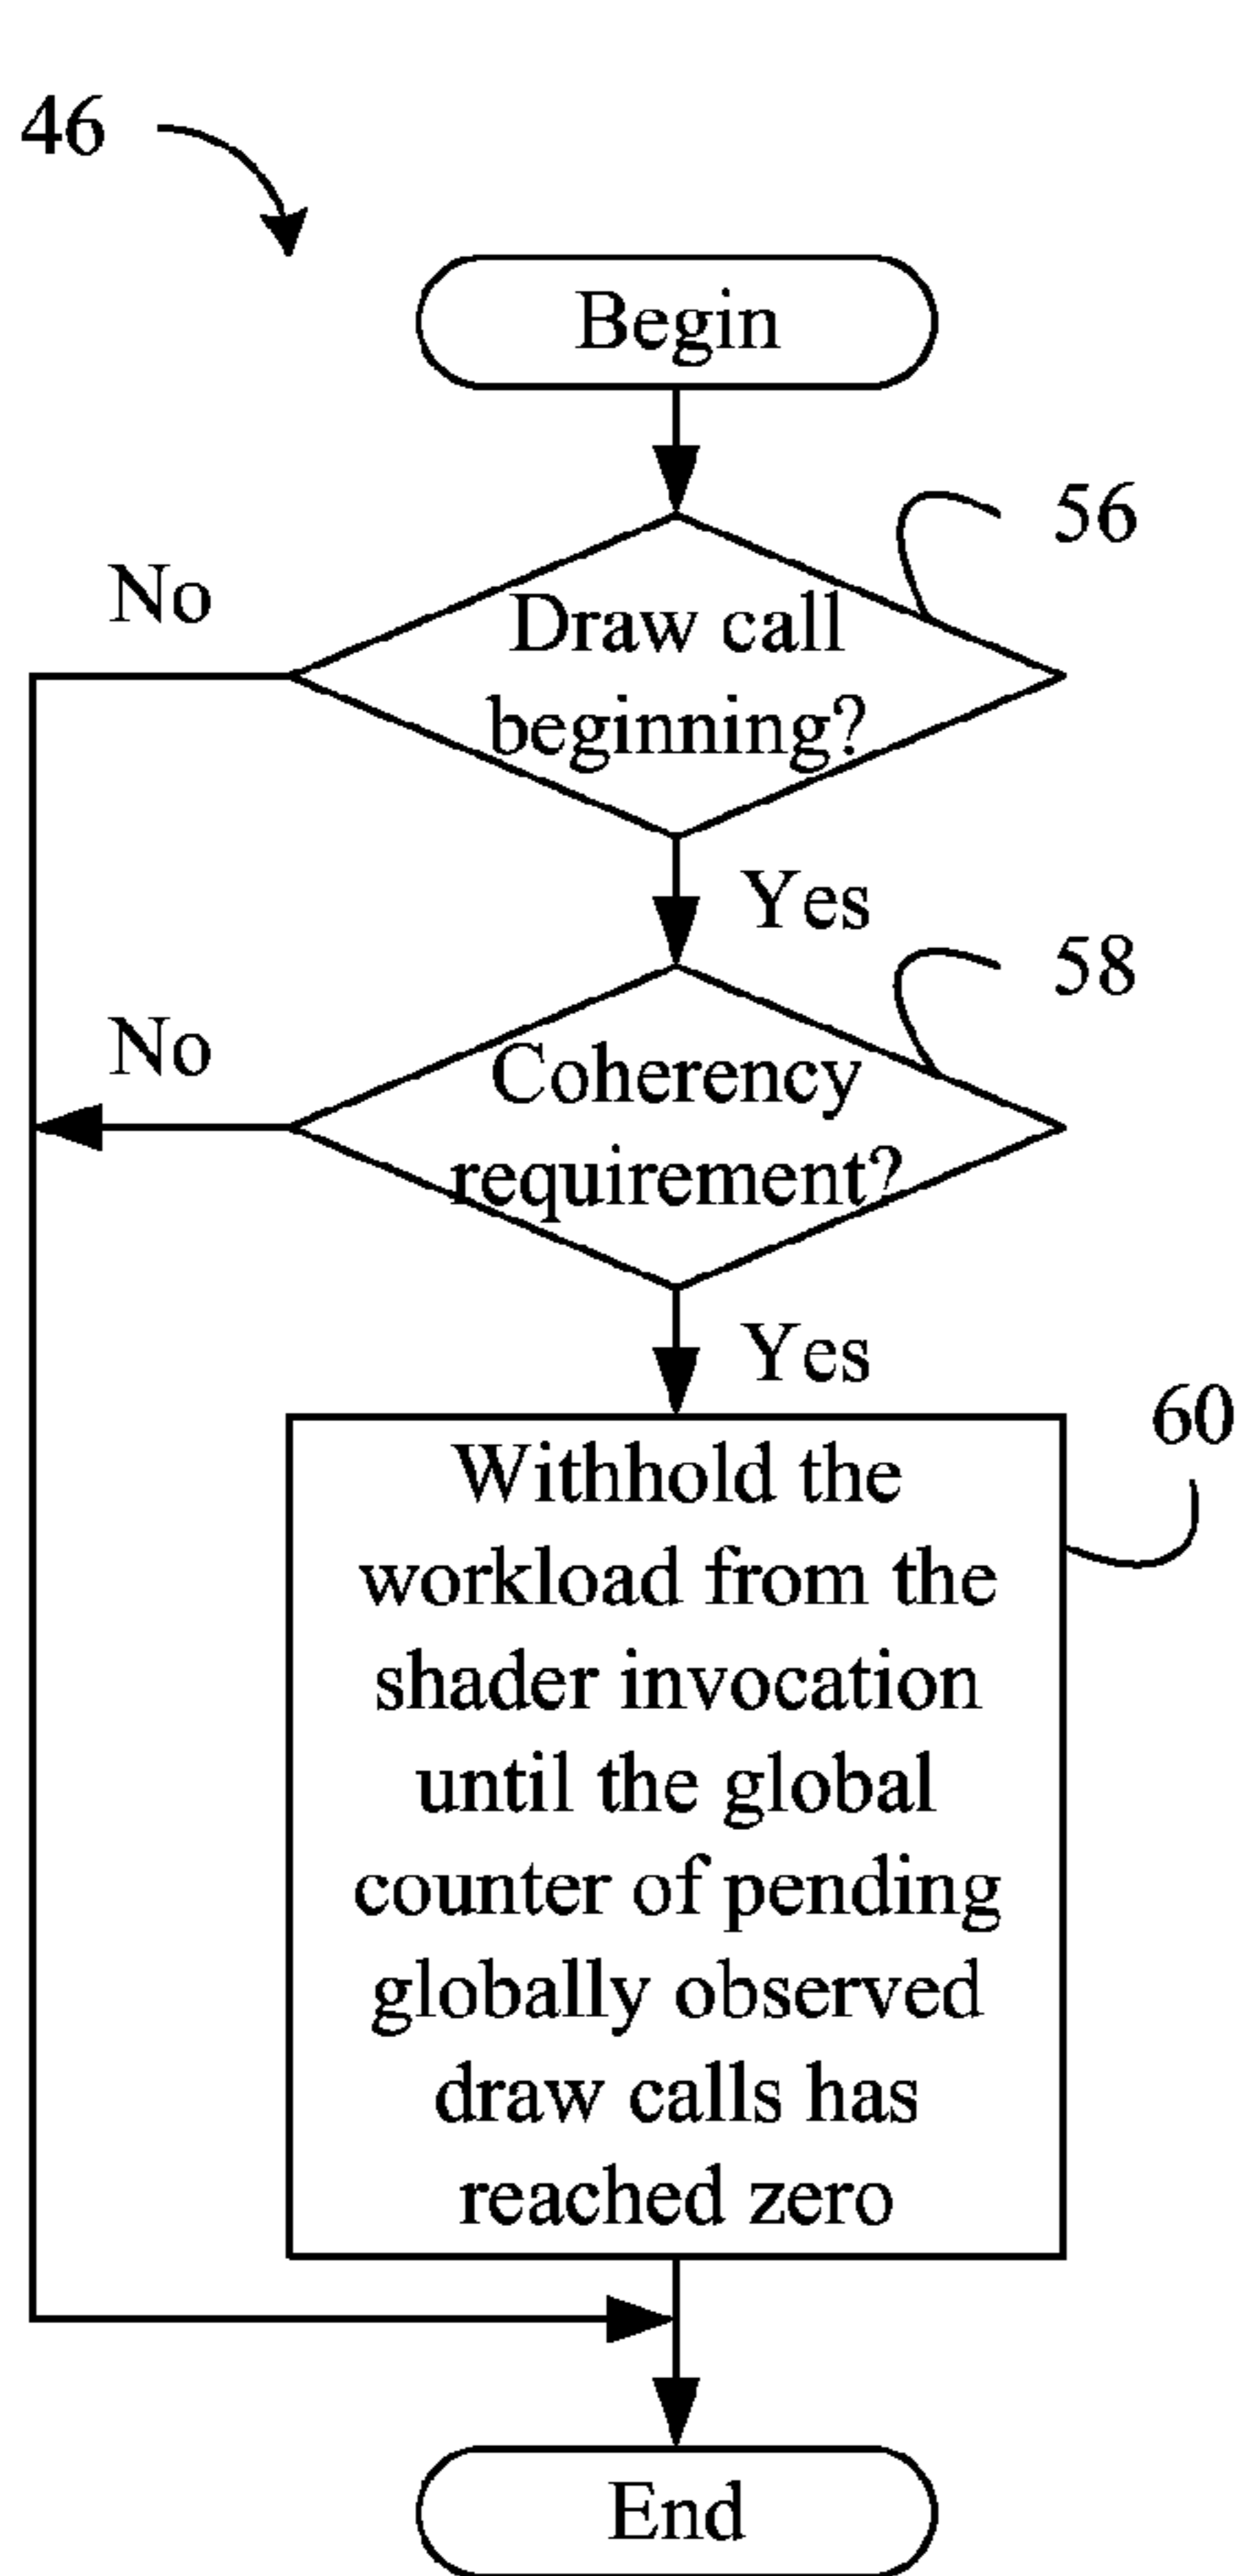 46
Begin
56
No
Draw call
beginning?
Yes
58
No
Coherency
requirement?
Yes
60
Withhold the
workload from the
shader invocation
until the global
counter of pending
globally observed
draw calls has
reached zero
End